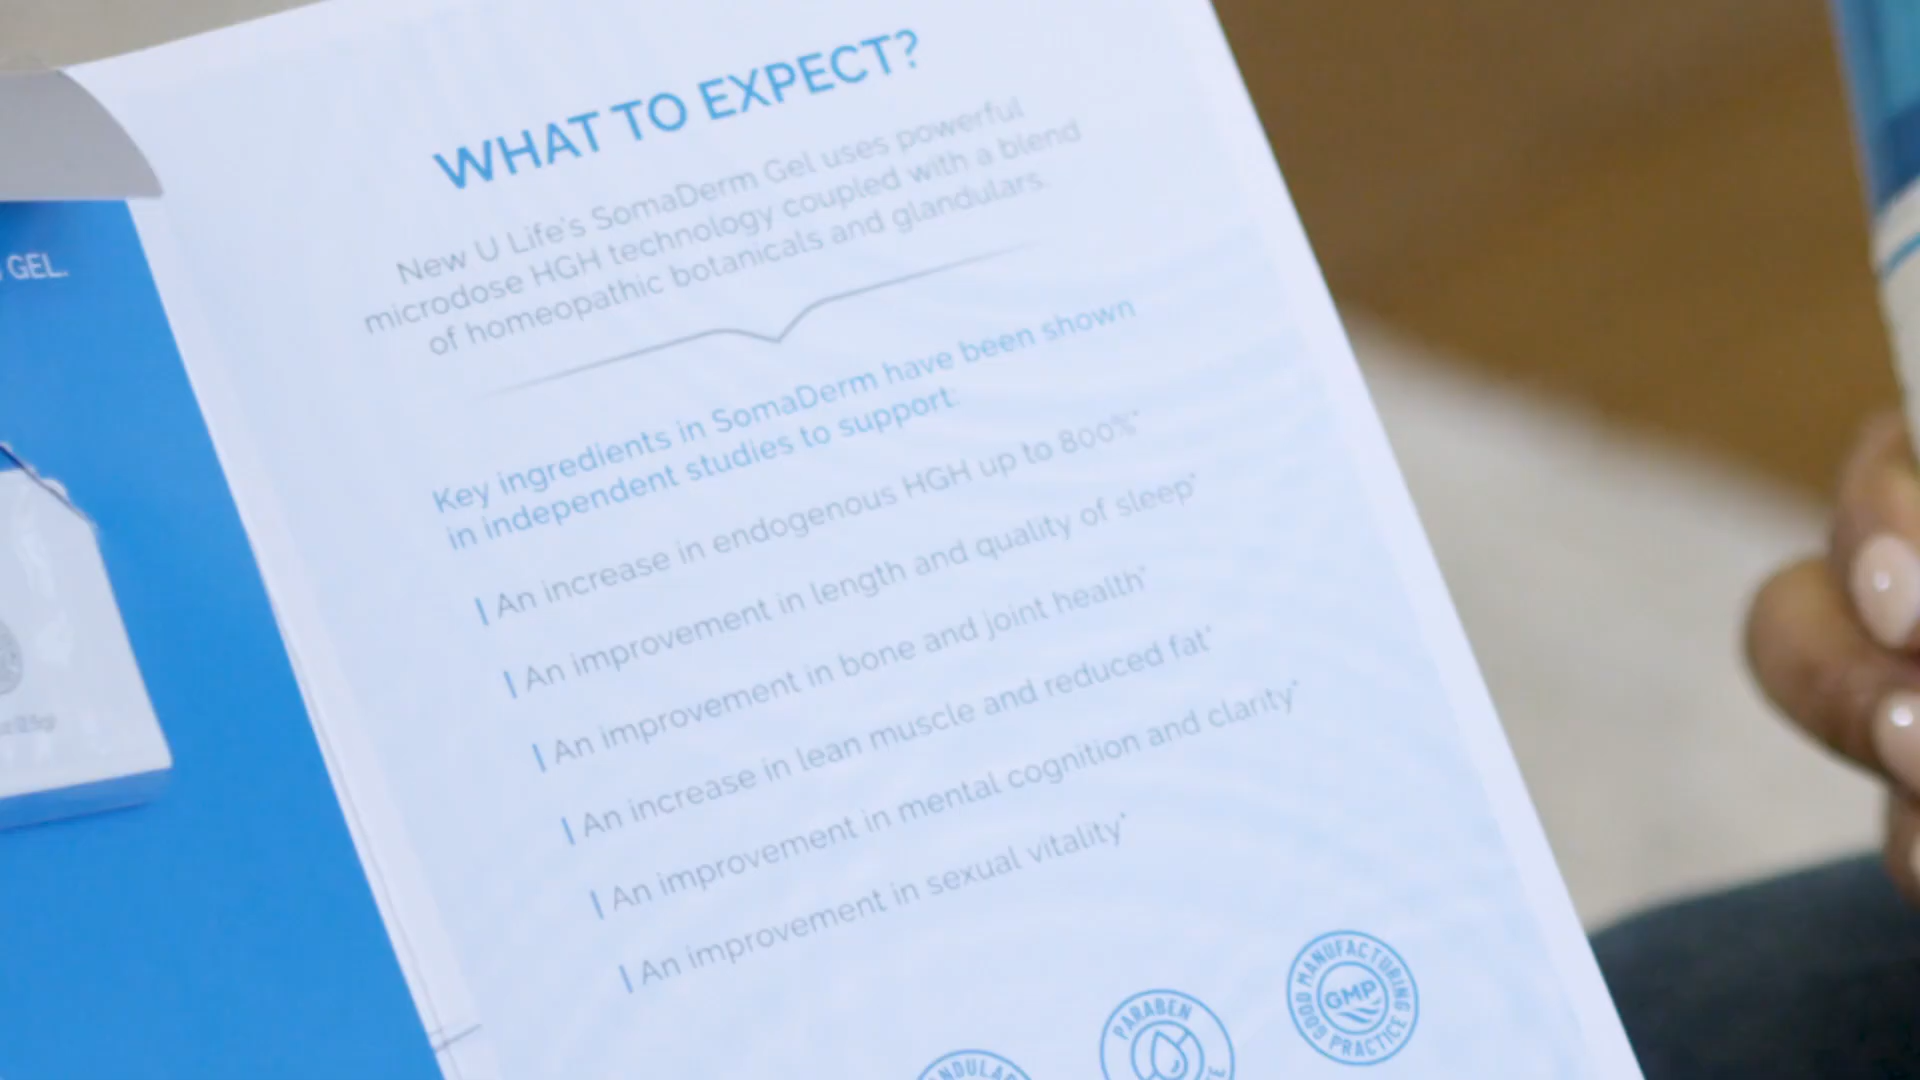 WHAT TO EXPECT?
New U Life's SomaDerm Gel uses powerful
microdose HGH technology coupled with a blend
of homeopathic botanicals and glandulars.
Key ingredients in SomaDerm have been shown
in independent studies to support:
| An increase in endogenous HGH up to 800%*
| An improvement in length and quality of sleep*
| An improvement in bone and joint health*
| An increase in lean muscle and reduced fat*
| An improvement in mental cognition and clarity*
| An improvement in sexual vitality*
GEL.
PARABEN
GOOD MANUFACTURING PRACTICE
GMP